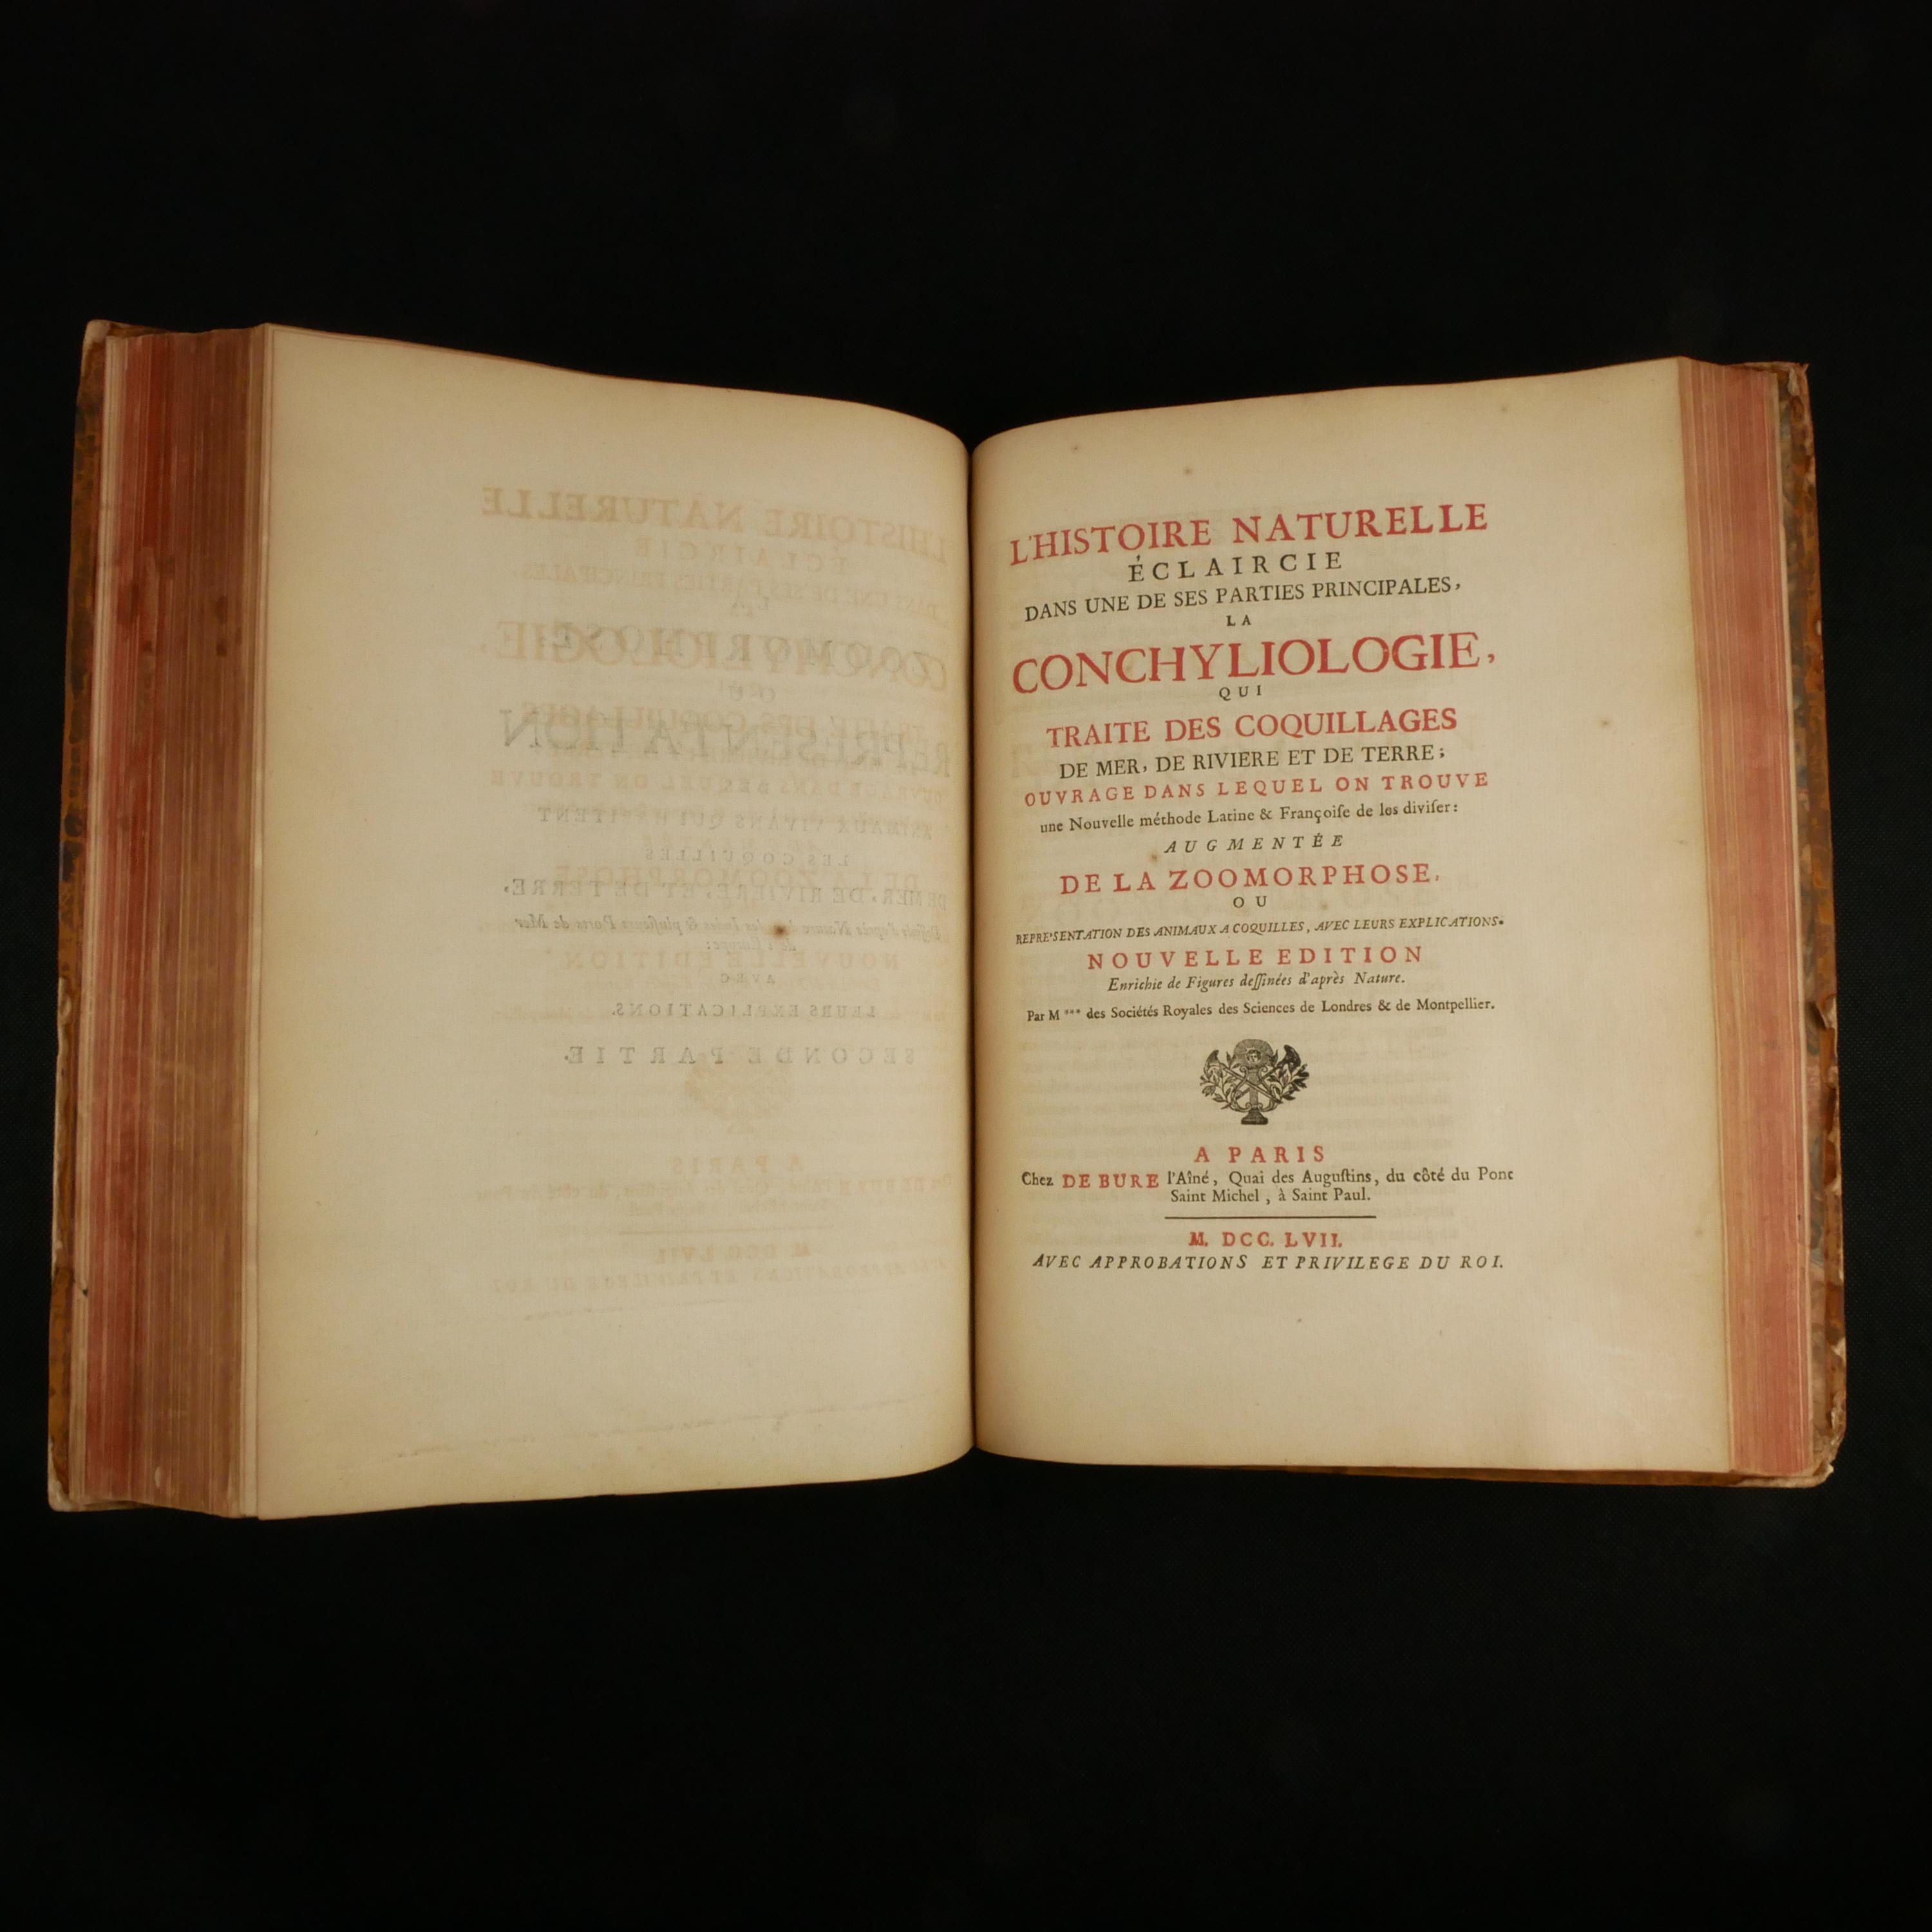 L'HISTOIRE NATURELLE
ÉCLAIRCIE
DANS UNE DE SES PARTIES PRINCIPALES,
LA
CONCHYLIOLOGIE,
QUI
TRAITE DES COQUILLAGES
DE MER, DE RIVIERE ET DE TERRE;
OUVRAGE DANS LEQUEL ON TROUVE
une Nouvelle méthode Latine & Françoiſe de les diviſer:
AUGMENTÉE
DE LA ZOOMORPHOSE,
OU
REPRE'SENTATION DES ANIMAUX A COQUILLES, AVEC LEURS EXPLICATIONS.
NOUVELLE EDITION
Enrichie de Figures deſſinées d'après Nature.
Par M *** des Sociétés Royales des Sciences de Londres & de Montpellier.
A PARIS
Chez DE BURE l'Aîné, Quai des Auguſtins, du côté du Pont
Saint Michel, à Saint Paul.
M. DCC. LVII.
AVEC APPROBATIONS ET PRIVILEGE DU ROI.